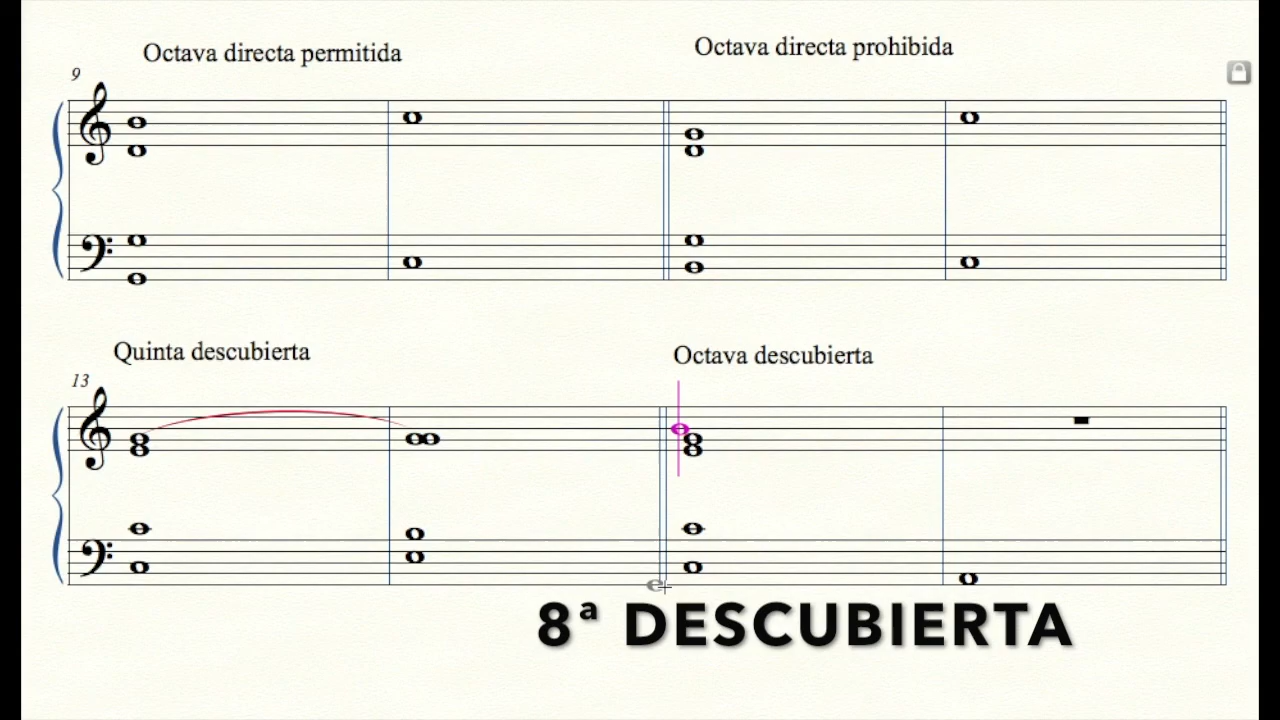 Octava directa permitida
Octava directa prohibida
9
Quinta descubierta
Octava descubierta
13
8ª DESCUBIERTA